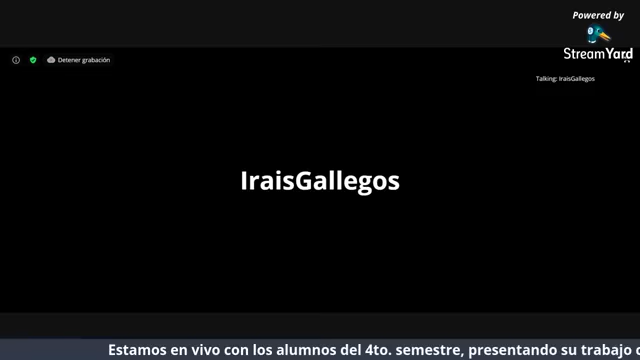 Powered by
StreamYard
Detener grabación
Talking: IraisGallegos
IraisGallegos
Estamos en vivo con los alumnos del 4to. semestre, presentando su trabajo